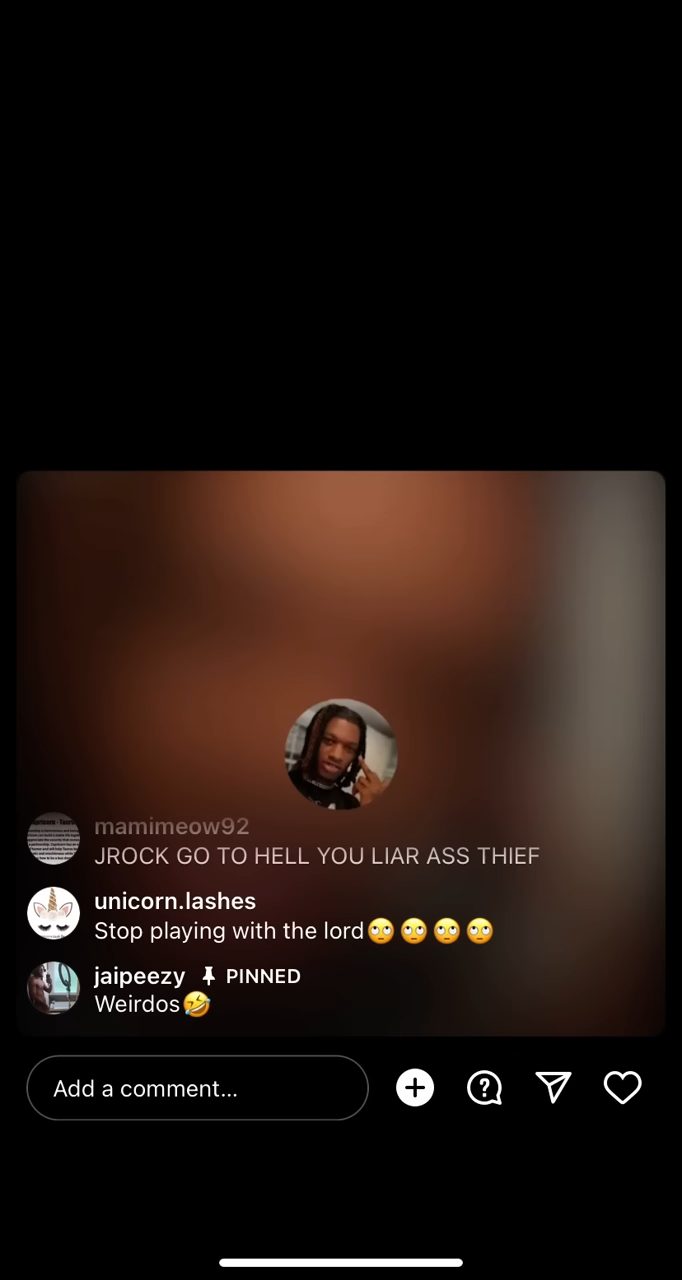 mamimeow92
JROCK GO TO HELL YOU LIAR ASS THIEF
unicorn.lashes
Stop playing with the lord🙄🙄🙄🙄
jaipeezy PINNED
Weirdos🤣
Add a comment...